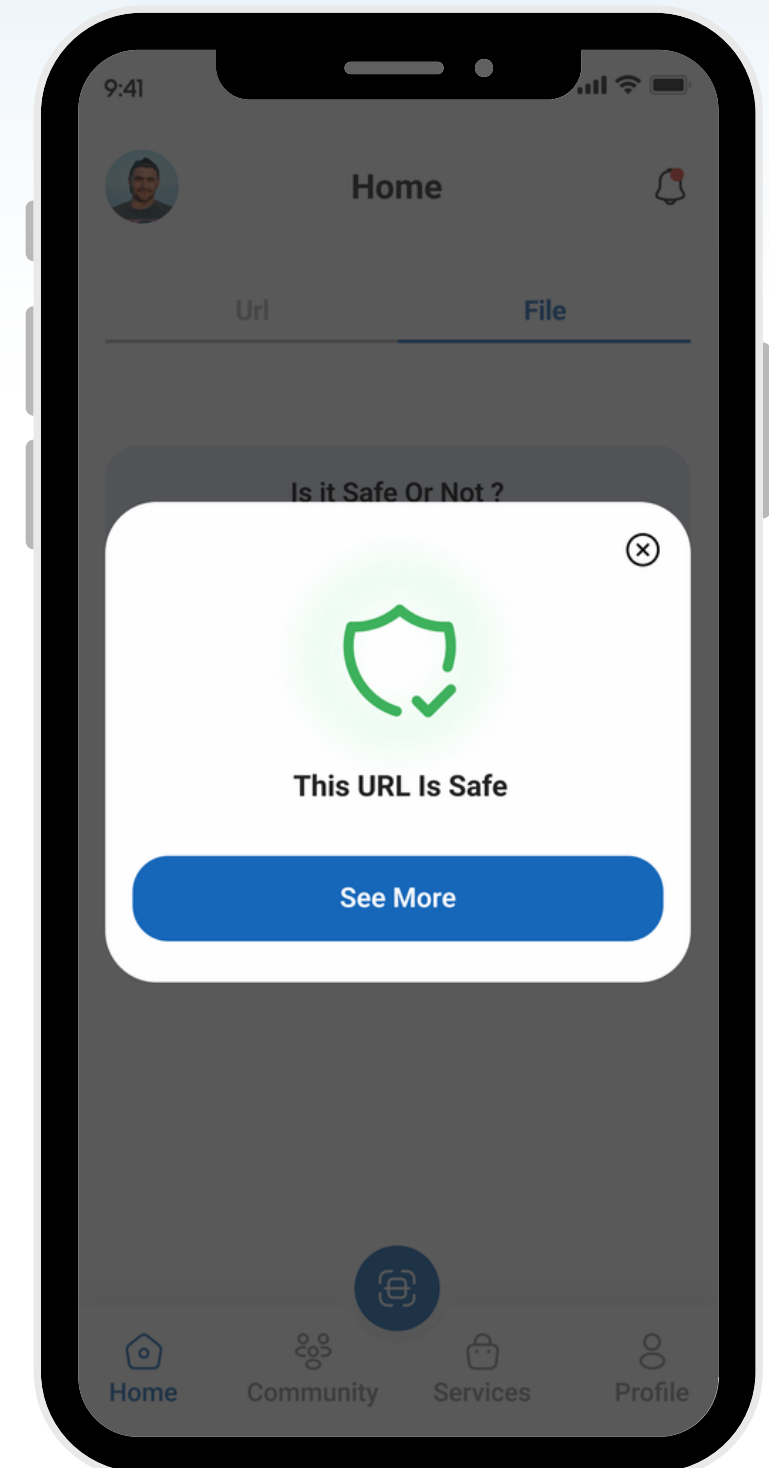 9:41
Home
Url
File
Is it Safe Or Not ?
This URL Is Safe
See More
Home
Community
Services
Profile